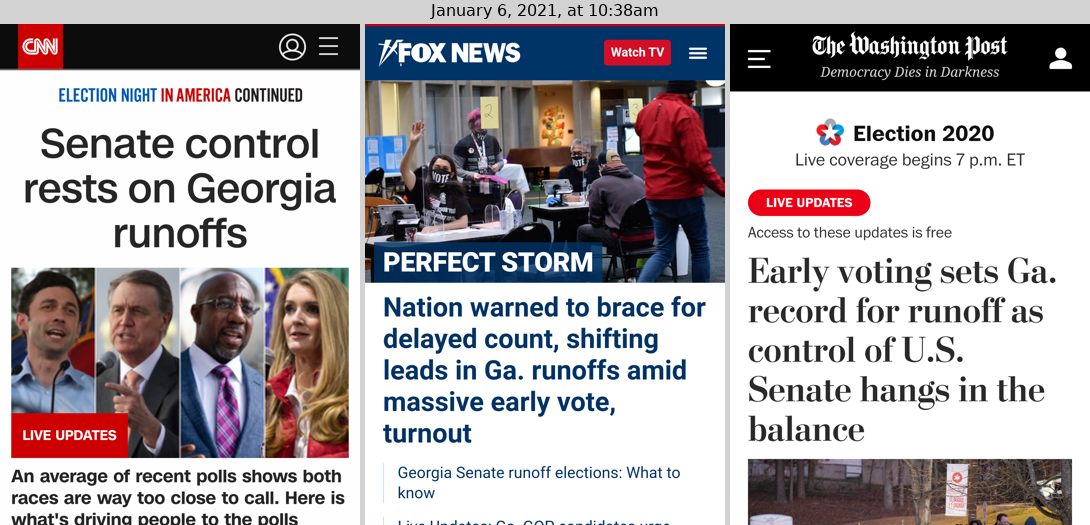 January 6, 2021, at 10:38am
CNN
ELECTION NIGHT IN AMERICA CONTINUED
Senate control
rests on Georgia
runoffs
LIVE UPDATES
An average of recent polls shows both
races are way too close to call. Here is
what's driving people to the polls
FOX NEWS
Watch TV
2
3
VOTE
VOTE
PERFECT STORM
Nation warned to brace for
delayed count, shifting
leads in Ga. runoffs amid
massive early vote,
turnout
Georgia Senate runoff elections: What to
know
Live Updates: Ga. GOP candidates urge
The Washington Post
Democracy Dies in Darkness
Election 2020
Live coverage begins 7 p.m. ET
LIVE UPDATES
Access to these updates is free
Early voting sets Ga.
record for runoff as
control of U.S.
Senate hangs in the
balance